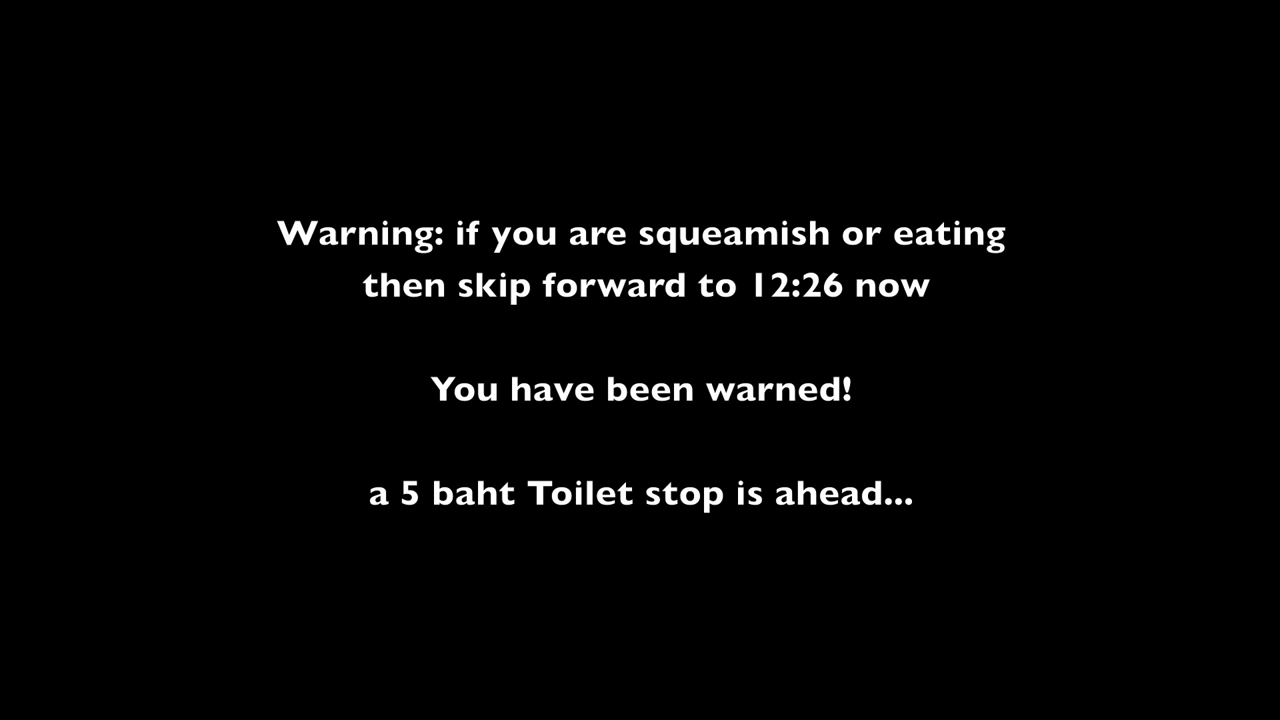 Warning: if you are squeamish or eating
then skip forward to 12:26 now
You have been warned!
a 5 baht Toilet stop is ahead...